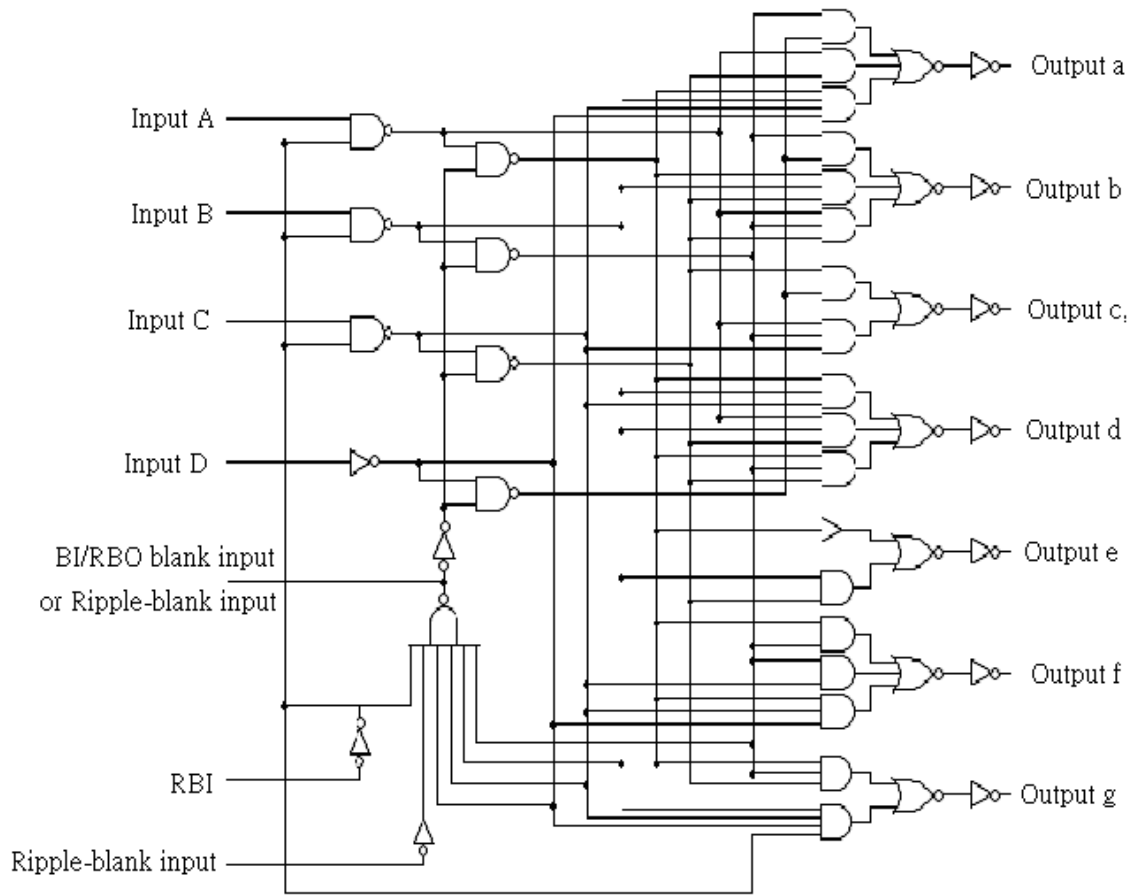 Output a
Input A
Output b
Input B
Output c,
Input C
Output d
Input D
Output e
BI/RBO blank input
or Ripple-blank input
Output f
RBI
Output g
Ripple-blank input